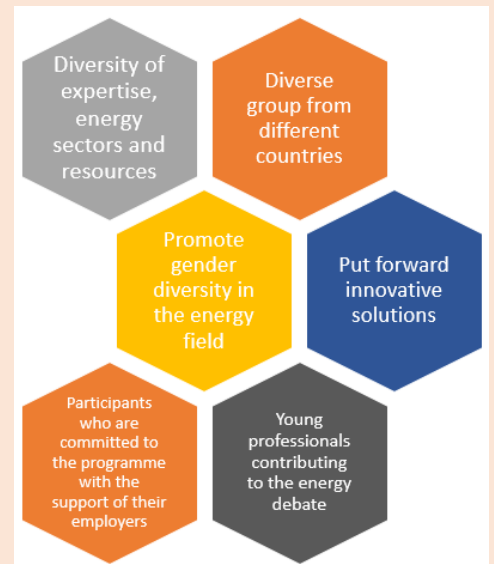 Diversity of
expertise,
energy
sectors and
resources
Diverse
group from
different
countries
Promote
gender
diversity in
the energy
field
Put forward
innovative
solutions
Participants
who are
committed to
the programme
with the
support of their
employers
Young
professionals
contributing
to the energy
debate